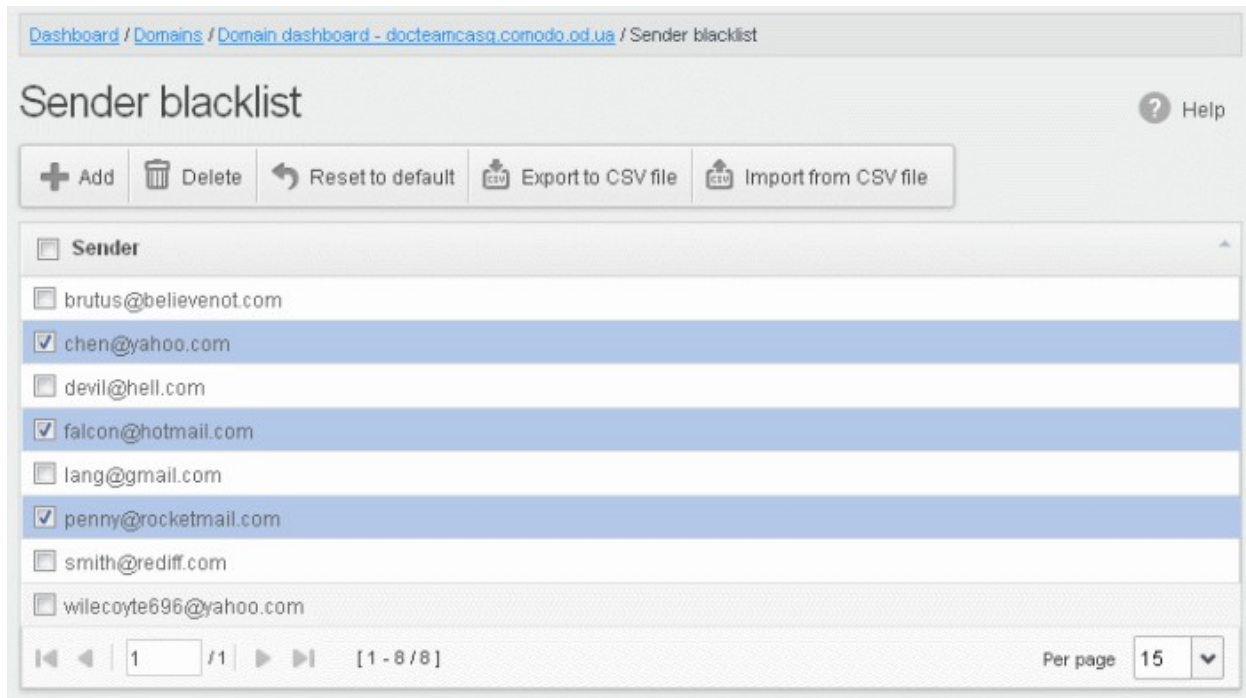 Dashboard / Domains / Domain dashboard - docteamcasg.comodo.od.ua / Sender blacklist
Sender blacklist
? Help
Add Delete Reset to default CSV Export to CSV file CSV Import from CSV file
Sender
brutus@believenot.com
chen@yahoo.com
devil@hell.com
falcon@hotmail.com
lang@gmail.com
penny@rocketmail.com
smith@rediff.com
wilecoyte696@yahoo.com
1 /1 [1 - 8 / 8] Per page 15